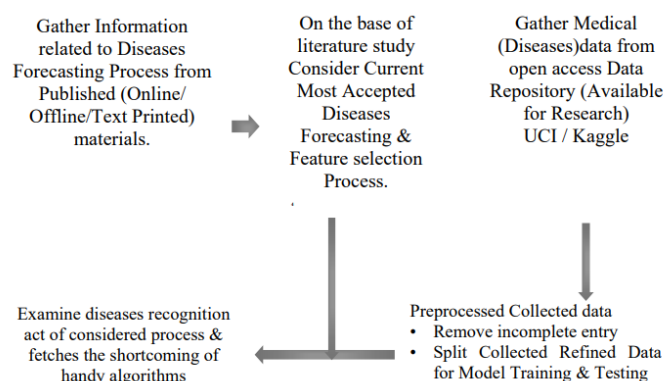 Gather Information
related to Diseases
Forecasting Process from
Published (Online/
Offline/Text Printed)
materials.
On the base of
literature study
Consider Current
Most Accepted
Diseases
Forecasting &
Feature selection
Process.
Gather Medical
(Diseases)data from
open access Data
Repository (Available
for Research)
UCI / Kaggle
Examine diseases recognition
act of considered process &
fetches the shortcoming of
handy algorithms
Preprocessed Collected data
• Remove incomplete entry
• Split Collected Refined Data
for Model Training & Testing